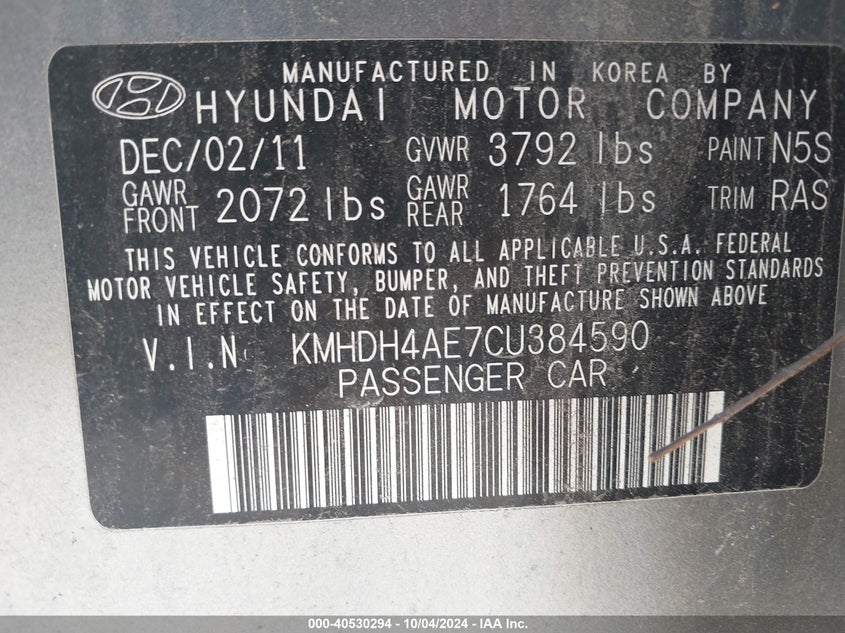 MANUFACTURED IN KOREA BY
HYUNDAI MOTOR COMPANY
DEC/02/11 GVWR 3792 lbs PAINT N5S
GAWR FRONT 2072 lbs GAWR REAR 1764 lbs TRIM RAS
THIS VEHICLE CONFORMS TO ALL APPLICABLE U.S.A. FEDERAL
MOTOR VEHICLE SAFETY, BUMPER, AND THEFT PREVENTION STANDARDS
IN EFFECT ON THE DATE OF MANUFACTURE SHOWN ABOVE
V.I.N KMHDH4AE7CU384590
PASSENGER CAR
000-40530294 - 10/04/2024 - IAA, Inc.